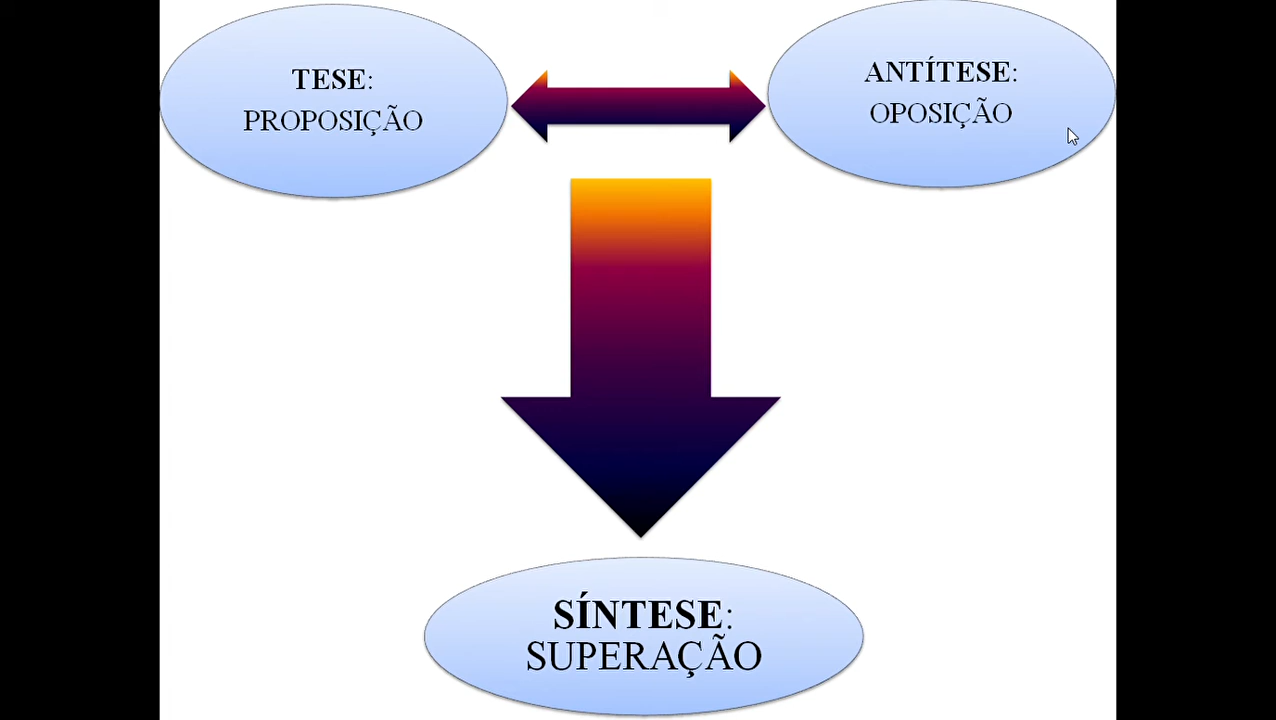 TESE:
PROPOSIÇÃO
ANTÍTESE:
OPOSIÇÃO
SÍNTESE:
SUPERAÇÃO